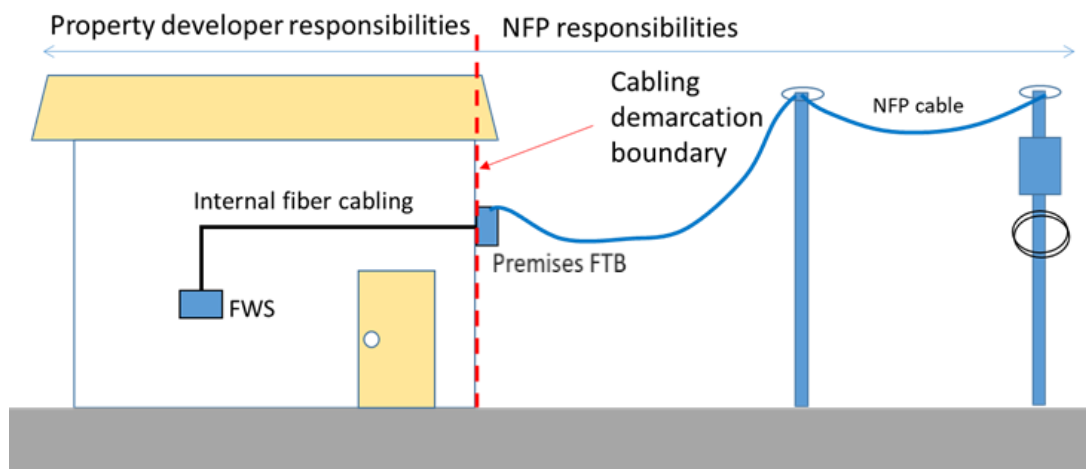 Property developer responsibilities
NFP responsibilities
Cabling
demarcation
boundary
NFP cable
Internal fiber cabling
Premises FTB
FWS